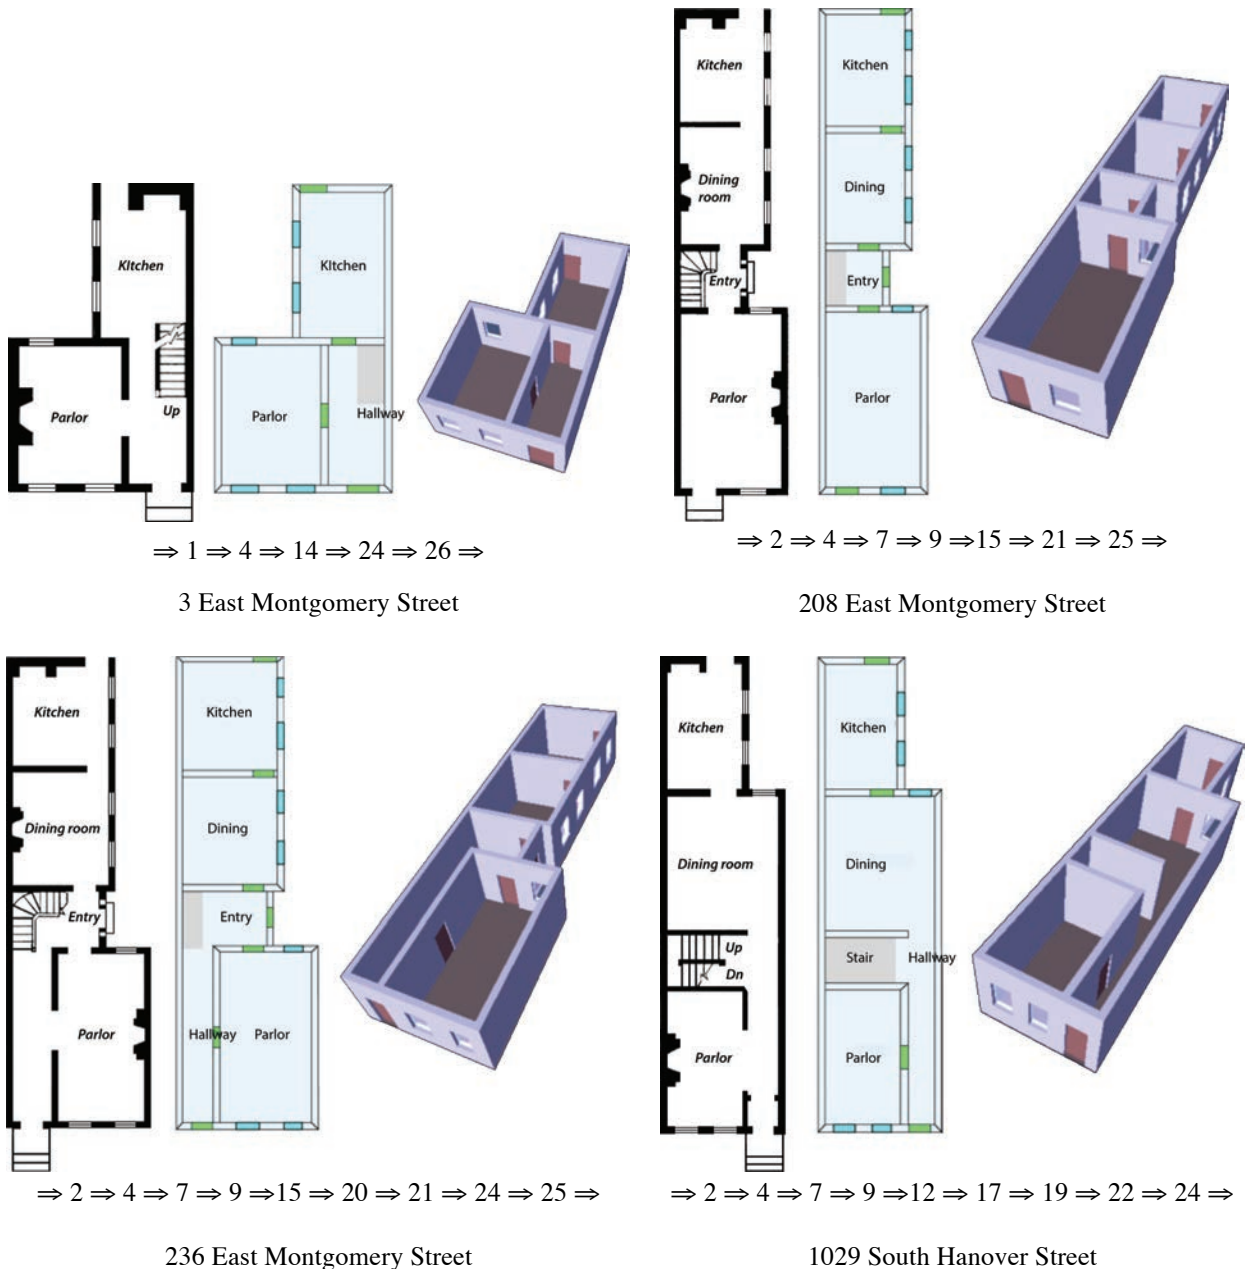 Kitchen
Parlor
Up
KItchen
Parlor
Hallway
⇒ 1 ⇒ 4 ⇒ 14 ⇒ 24 ⇒ 26 ⇒
3 East Montgomery Street
Kitchen
Dining
room
Entry
Parlor
Kitchen
Dining
Entry
Parlor
⇒ 2 ⇒ 4 ⇒ 7 ⇒ 9 ⇒15 ⇒ 21 ⇒ 25 ⇒
208 East Montgomery Street
Kitchen
Dining room
Entry
Parlor
Kitchen
Dining
Entry
Hallway
Parlor
⇒ 2 ⇒ 4 ⇒ 7 ⇒ 9 ⇒15 ⇒ 20 ⇒ 21 ⇒ 24 ⇒ 25 ⇒
236 East Montgomery Street
Kitchen
Dining room
Up
Dn
Parlor
Kitchen
Dining
Stair
Hallway
Parlor
⇒ 2 ⇒ 4 ⇒ 7 ⇒ 9 ⇒12 ⇒ 17 ⇒ 19 ⇒ 22 ⇒ 24 ⇒
1029 South Hanover Street